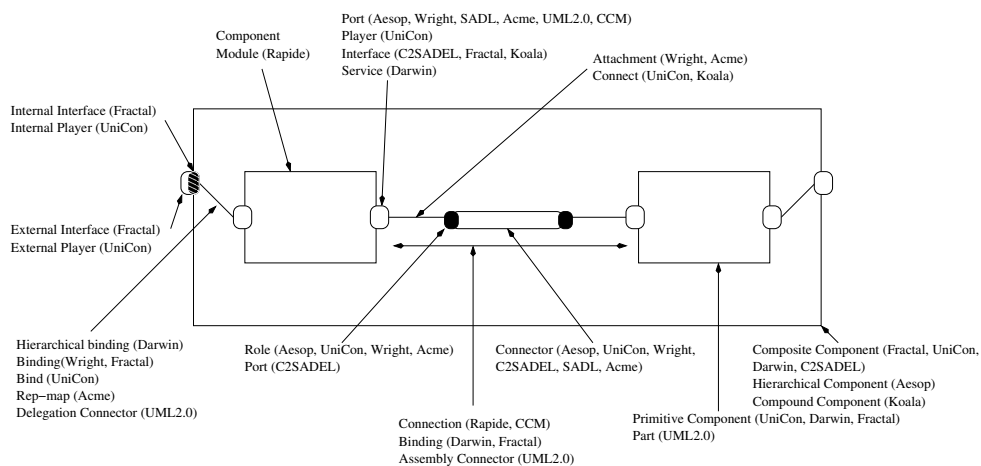 Port (Aesop, Wright, SADL, Acme, UML2.0, CCM)
Player (UniCon)
Interface (C2SADEL, Fractal, Koala)
Service (Darwin)
Component
Module (Rapide)
Attachment (Wright, Acme)
Connect (UniCon, Koala)
Internal Interface (Fractal)
Internal Player (UniCon)
External Interface (Fractal)
External Player (UniCon)
Hierarchical binding (Darwin)
Binding(Wright, Fractal)
Bind (UniCon)
Rep−map (Acme)
Delegation Connector (UML2.0)
Role (Aesop, UniCon, Wright, Acme)
Port (C2SADEL)
Connector (Aesop, UniCon, Wright,
C2SADEL, SADL, Acme)
Composite Component (Fractal, UniCon,
Darwin, C2SADEL)
Hierarchical Component (Aesop)
Compound Component (Koala)
Primitive Component (UniCon, Darwin, Fractal)
Part (UML2.0)
Connection (Rapide, CCM)
Binding (Darwin, Fractal)
Assembly Connector (UML2.0)